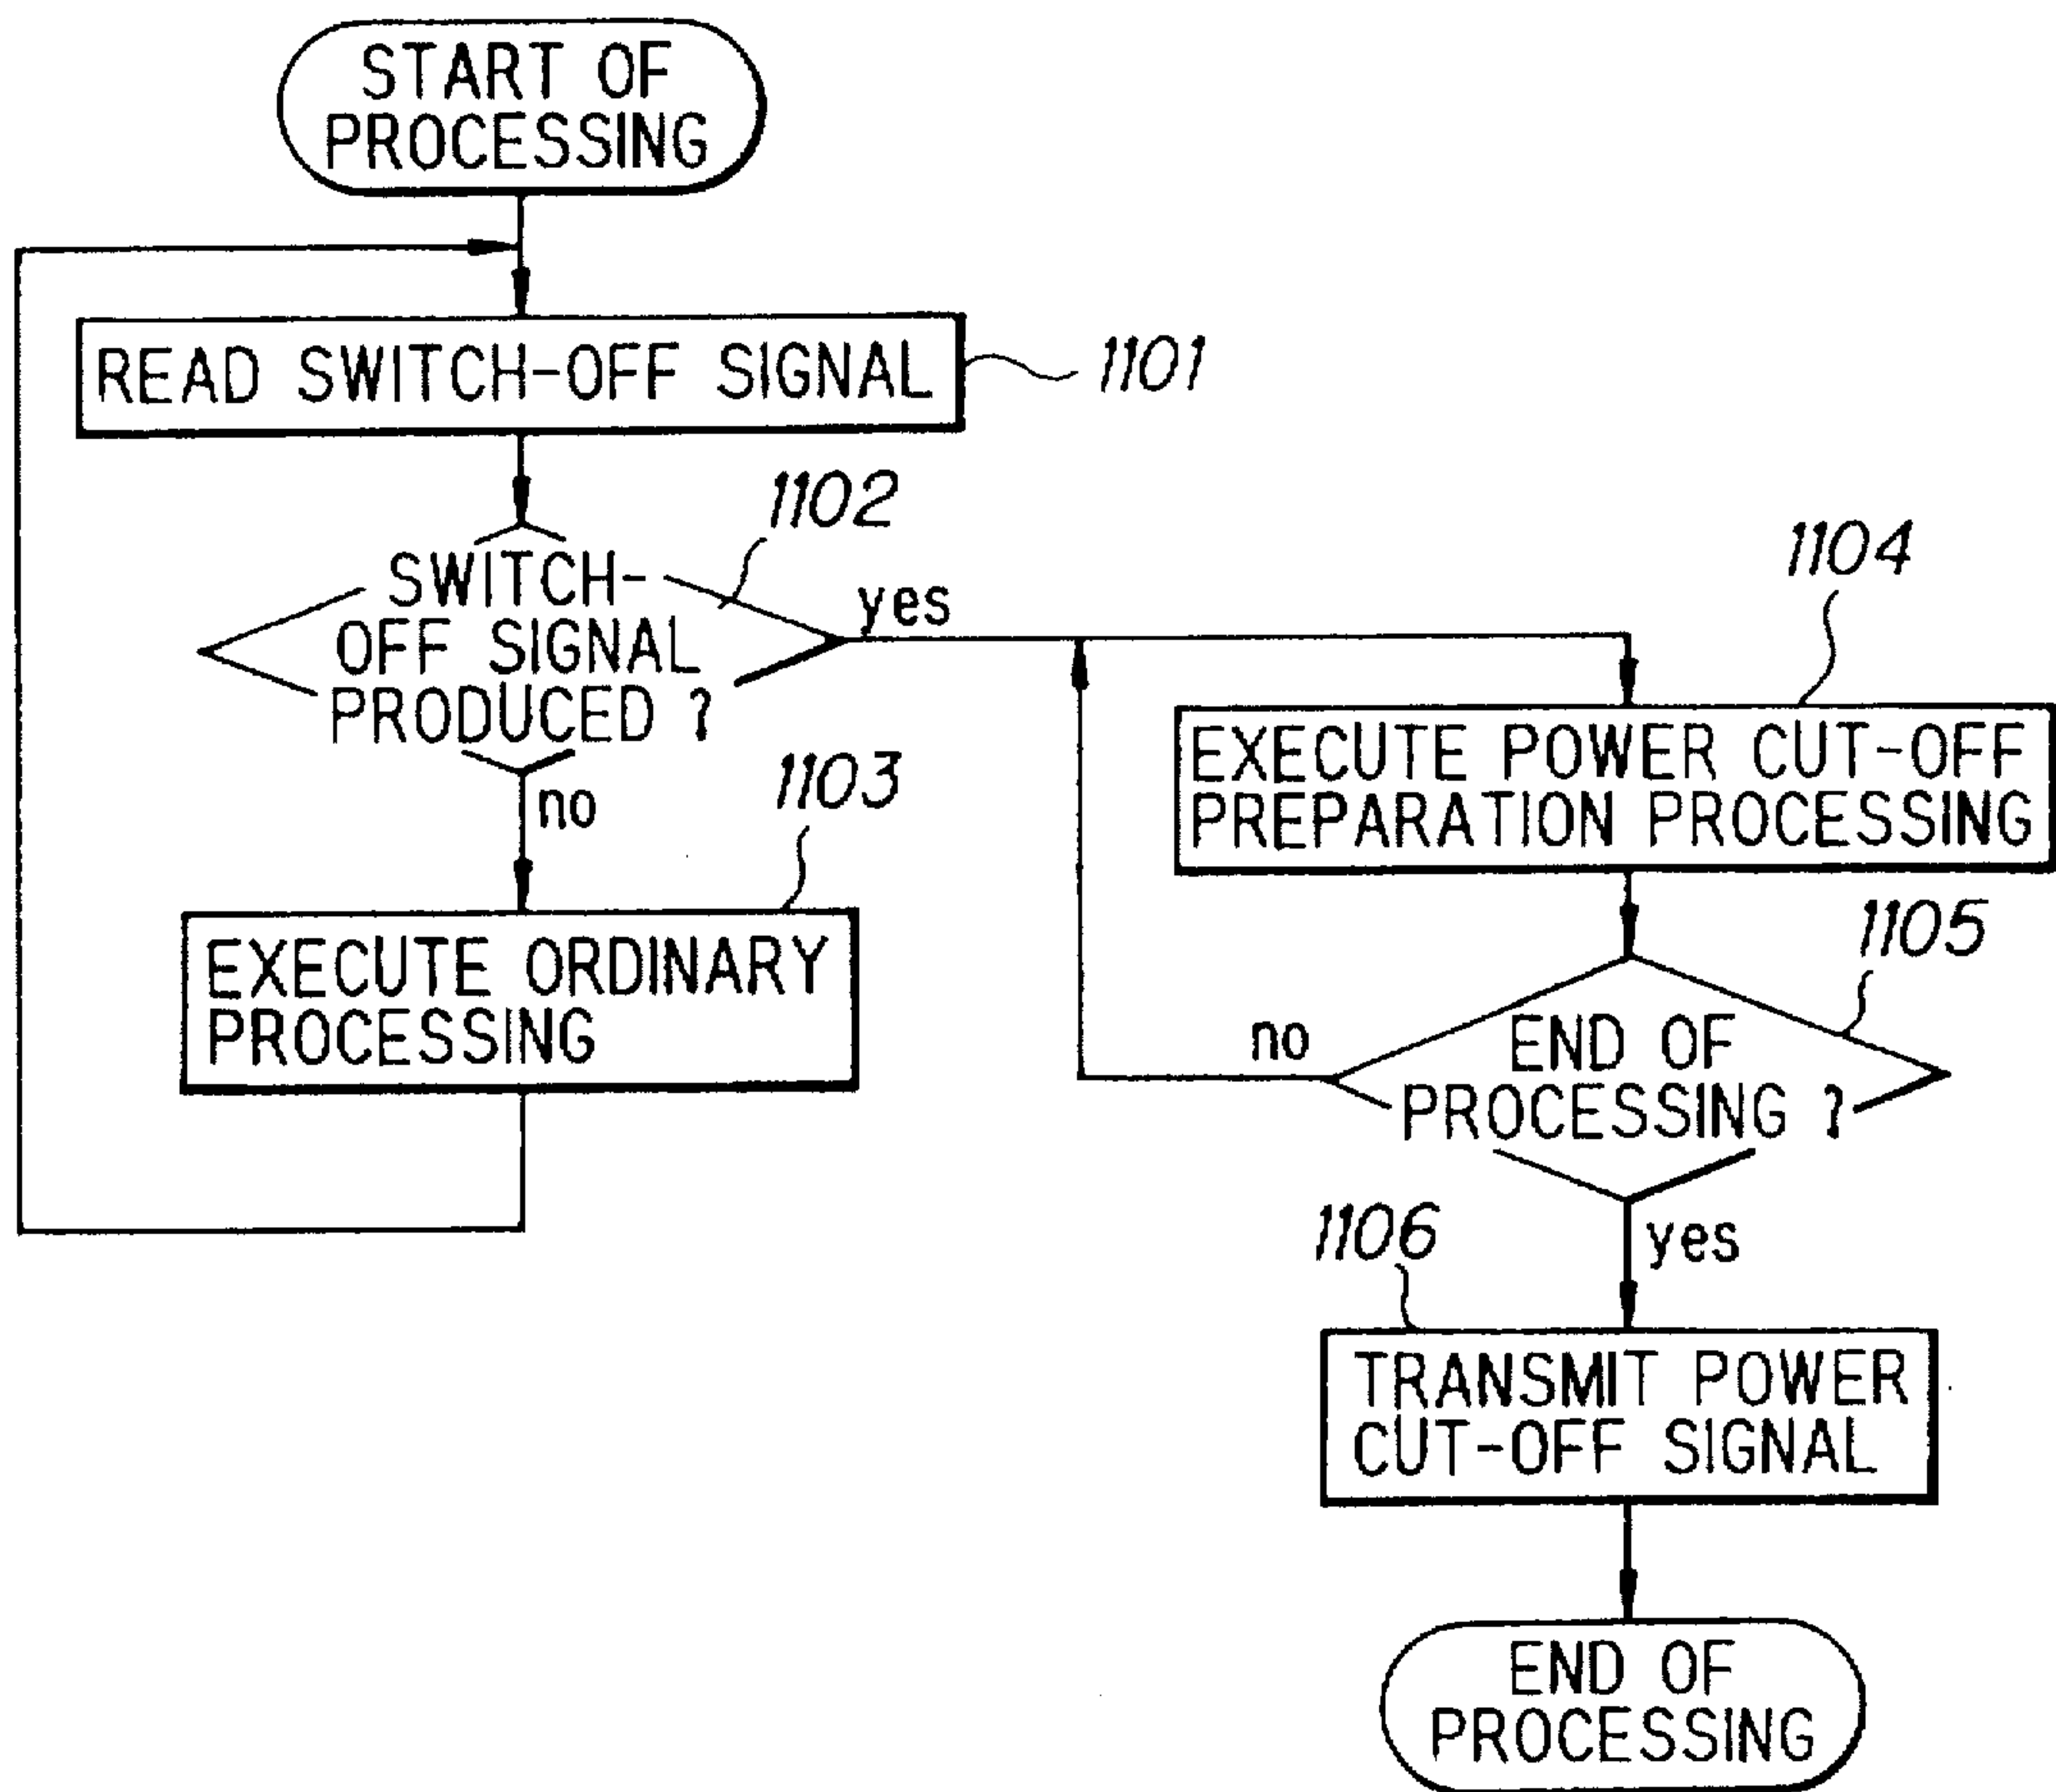 START OF
PROCESSING
READ SWITCH-OFF SIGNAL
1101
1102
SWITCH-
OFF SIGNAL
PRODUCED ?
yes
no
1103
EXECUTE ORDINARY
PROCESSING
1104
EXECUTE POWER CUT-OFF
PREPARATION PROCESSING
1105
END OF
PROCESSING ?
no
yes
1106
TRANSMIT POWER
CUT-OFF SIGNAL
END OF
PROCESSING